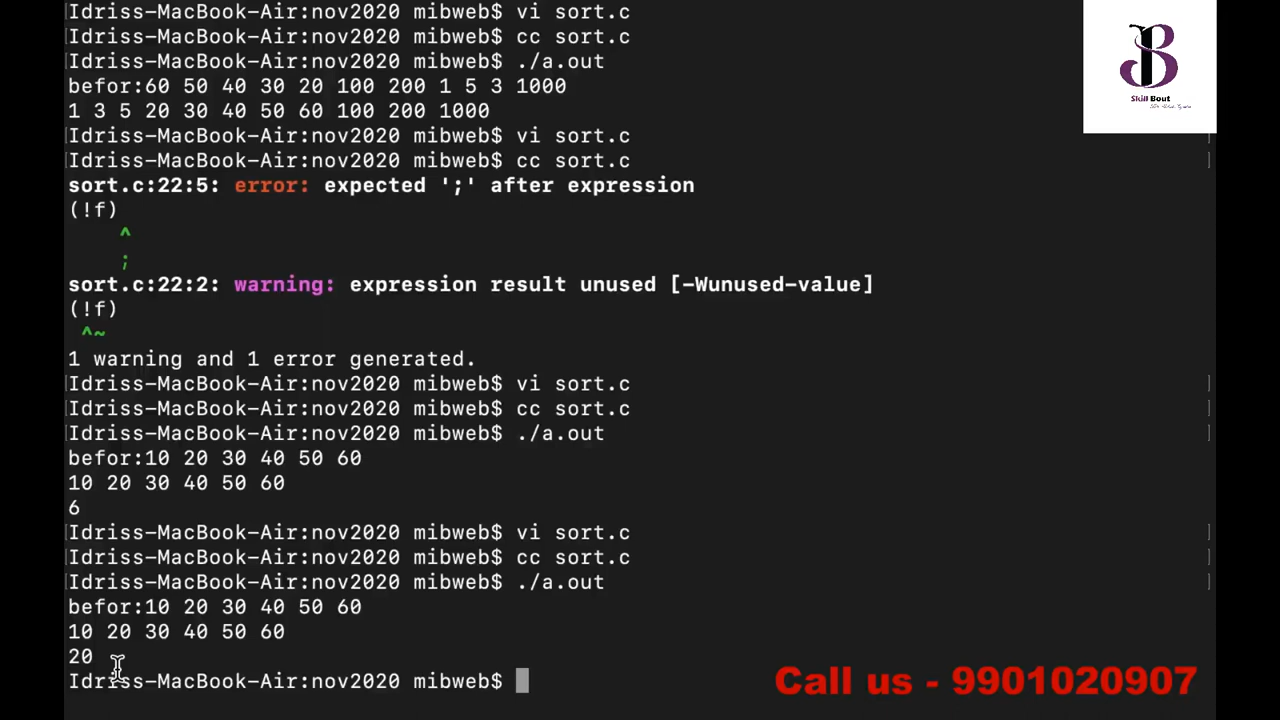 Idriss-MacBook-Air:nov2020 mibweb$ vi sort.c
Idriss-MacBook-Air:nov2020 mibweb$ cc sort.c
Idriss-MacBook-Air:nov2020 mibweb$ ./a.out
befor:60 50 40 30 20 100 200 1 5 3 1000
1 3 5 20 30 40 50 60 100 200 1000
Idriss-MacBook-Air:nov2020 mibweb$ vi sort.c
Idriss-MacBook-Air:nov2020 mibweb$ cc sort.c
sort.c:22:5: error: expected ';' after expression
(!f)
^
;
sort.c:22:2: warning: expression result unused [-Wunused-value]
(!f)
^~
1 warning and 1 error generated.
Idriss-MacBook-Air:nov2020 mibweb$ vi sort.c
Idriss-MacBook-Air:nov2020 mibweb$ cc sort.c
Idriss-MacBook-Air:nov2020 mibweb$ ./a.out
befor:10 20 30 40 50 60
10 20 30 40 50 60
6
Idriss-MacBook-Air:nov2020 mibweb$ vi sort.c
Idriss-MacBook-Air:nov2020 mibweb$ cc sort.c
Idriss-MacBook-Air:nov2020 mibweb$ ./a.out
befor:10 20 30 40 50 60
10 20 30 40 50 60
20
Idriss-MacBook-Air:nov2020 mibweb$
Skill Bout
Call us - 9901020907